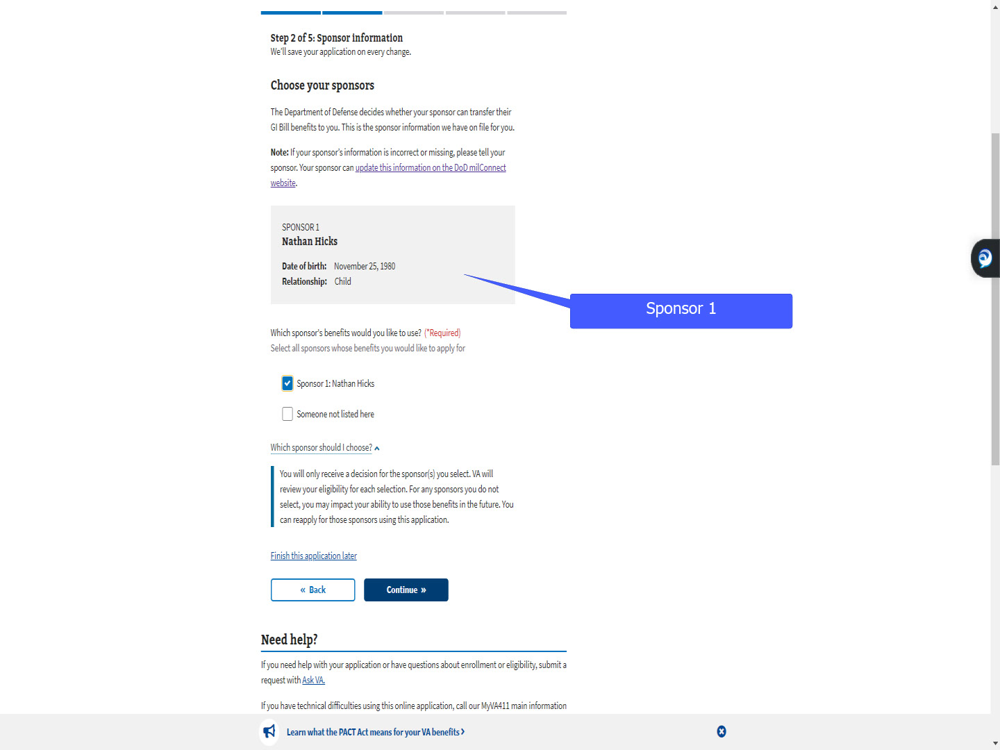 Step 2 of 5: Sponsor information
We'll save your application on every change.
Choose your sponsors
The Department of Defense decides whether your sponsor can transfer their
GI Bill benefits to you. This is the sponsor information we have on file for you.
Note: If your sponsor's information is incorrect or missing, please tell your
sponsor. Your sponsor can update this information on the DoD milConnect
website.
SPONSOR 1
Nathan Hicks
Date of birth: November 25, 1980
Relationship: Child
Sponsor 1
Which sponsor's benefits would you like to use? (*Required)
Select all sponsors whose benefits you would like to apply for
Sponsor 1: Nathan Hicks
Someone not listed here
Which sponsor should I choose?
You will only receive a decision for the sponsor(s) you select. VA will
review your eligibility for each selection. For any sponsors you do not
select, you may impact your ability to use those benefits in the future. You
can reapply for those sponsors using this application.
Finish this application later
« Back
Continue »
Need help?
If you need help with your application or have questions about enrollment or eligibility, submit a
request with Ask VA.
If you have technical difficulties using this online application, call our MyVA411 main information
Learn what the PACT Act means for your VA benefits